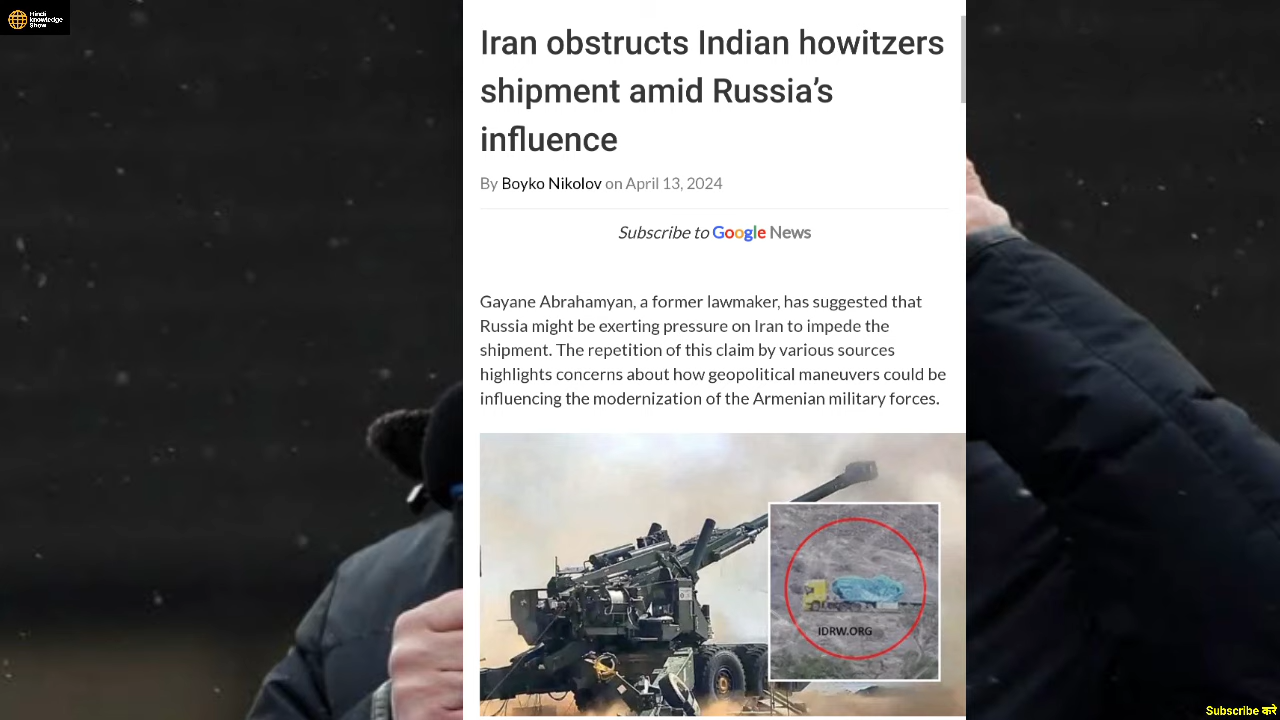 Hindi
knowledge
Show
Iran obstructs Indian howitzers
shipment amid Russia’s
influence
By Boyko Nikolov on April 13, 2024
Subscribe to Google News
Gayane Abrahamyan, a former lawmaker, has suggested that
Russia might be exerting pressure on Iran to impede the
shipment. The repetition of this claim by various sources
highlights concerns about how geopolitical maneuvers could be
influencing the modernization of the Armenian military forces.
IDRW.ORG
Subscribe करे